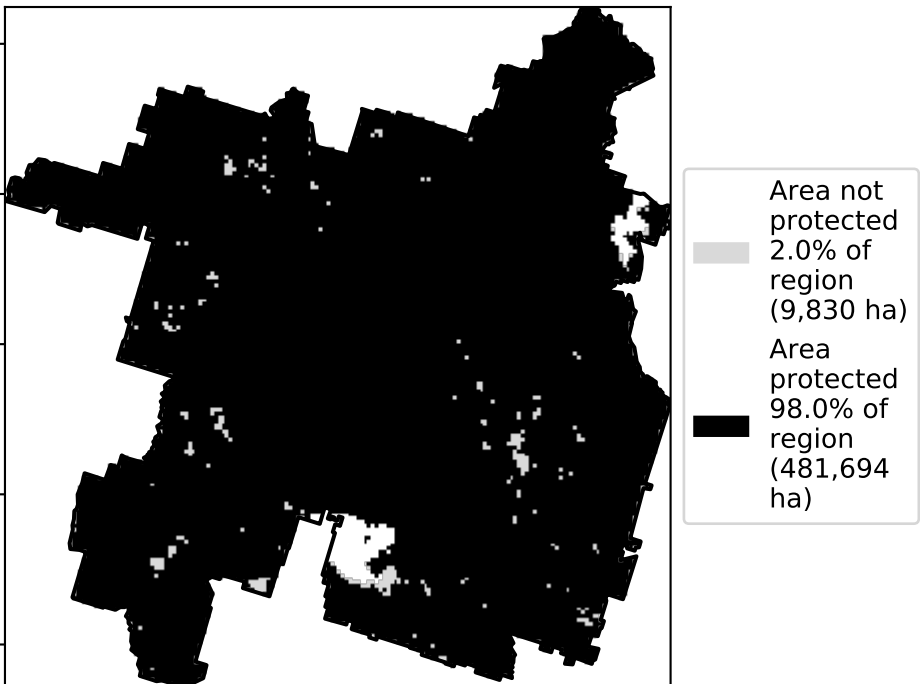 Area not
protected
2.0% of
region
(9,830 ha)
Area
protected
98.0% of
region
(481,694
ha)